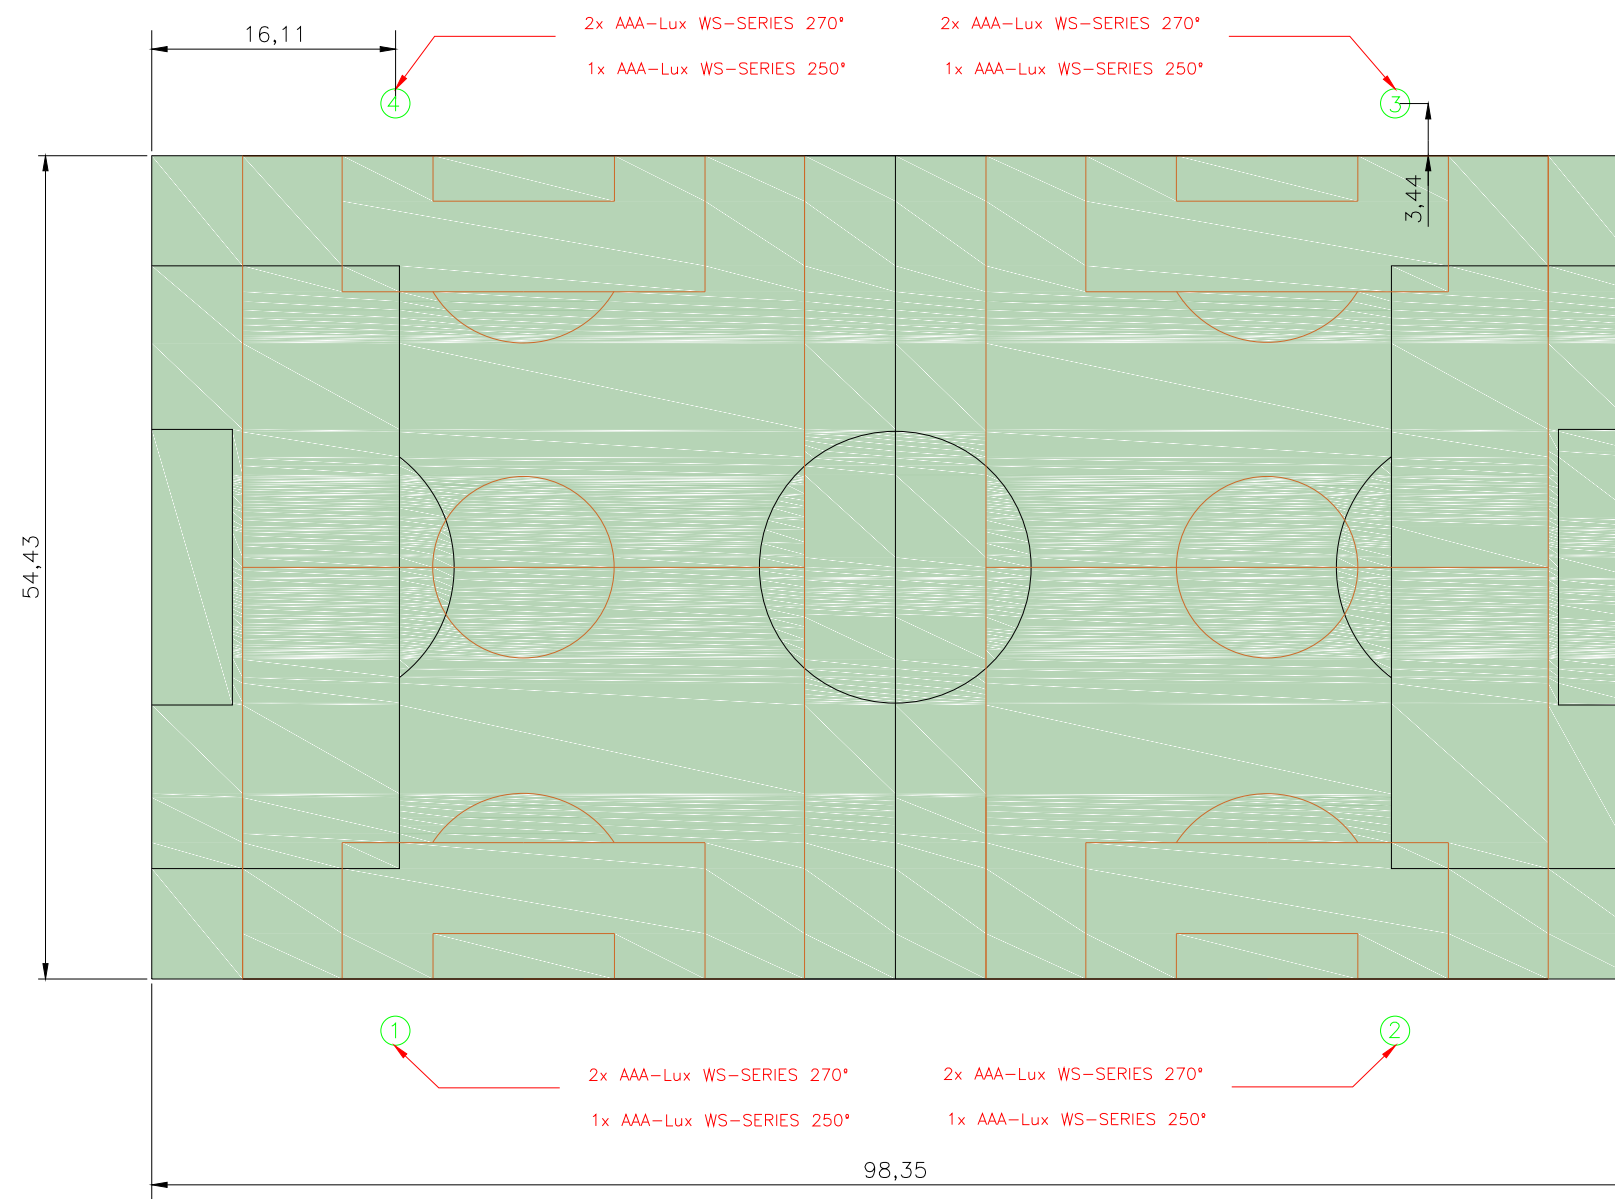 2x AAA-Lux WS-SERIES 270° 2x AAA-Lux WS-SERIES 270°
16,11
1x AAA-Lux WS-SERIES 250° 1x AAA-Lux WS-SERIES 250°
4 3
3,44
54,43
1 2
2x AAA-Lux WS-SERIES 270° 2x AAA-Lux WS-SERIES 270°
1x AAA-Lux WS-SERIES 250° 1x AAA-Lux WS-SERIES 250°
98,35